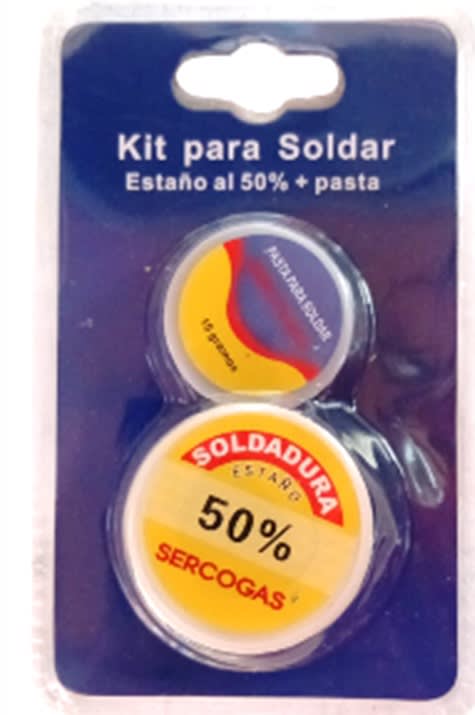 Kit para Soldar
Estaño al 50% + pasta
PASTA PARA SOLDAR
15 gramos
SOLDADURA
ESTAÑO
50%
SERCOGAS